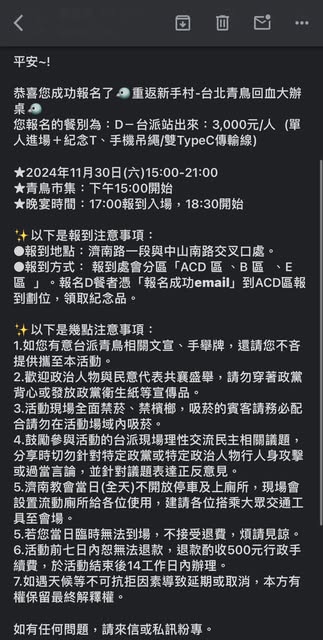 平安~!
恭喜您成功報名了🐦重返新手村-台北青鳥回血大辦
桌🐦
您報名的餐別為：D－台派站出來：3,000元/人（單
人進場＋紀念T、手機吊繩/雙TypeC傳輸線)
★2024年11月30日(六)15:00-21:00
★青鳥市集：下午15:00開始
★晚宴時間：17:00報到入場，18:30開始
✨以下是報到注意事項：
●報到地點：濟南路一段與中山南路交叉口處。
●報到方式： 報到處會分區「ACD 區 、B 區 、E
區 」。報名D餐者憑「報名成功email」到ACD區報
到劃位，領取紀念品。
✨以下是幾點注意事項：
1.如您有意台派青鳥相關文宣、手舉牌，還請您不吝
提供攜至本活動。
2.歡迎政治人物與民意代表共襄盛舉，請勿穿著政黨
背心或發放政黨衛生紙等宣傳品。
3.活動現場全面禁菸、禁檳榔，吸菸的賓客請務必配
合請勿在活動場域內吸菸。
4.鼓勵參與活動的台派現場理性交流民主相關議題，
分享時切勿針對特定政黨或特定政治人物行人身攻擊
或過當言論，並針對議題表達正反意見。
5.濟南教會當日(全天)不開放停車及上廁所，現場會
設置流動廁所給各位使用，建請各位搭乘大眾交通工
具至會場。
5.若您當日臨時無法到場，不接受退費，煩請見諒。
6.活動前七日內恕無法退款，退款酌收500元行政手
續費，於活動結束後14工作日內辦理。
7.如遇天候等不可抗拒因素導致延期或取消，本方有
權保留最終解釋權。
如有任何問題，請來信或私訊粉專。